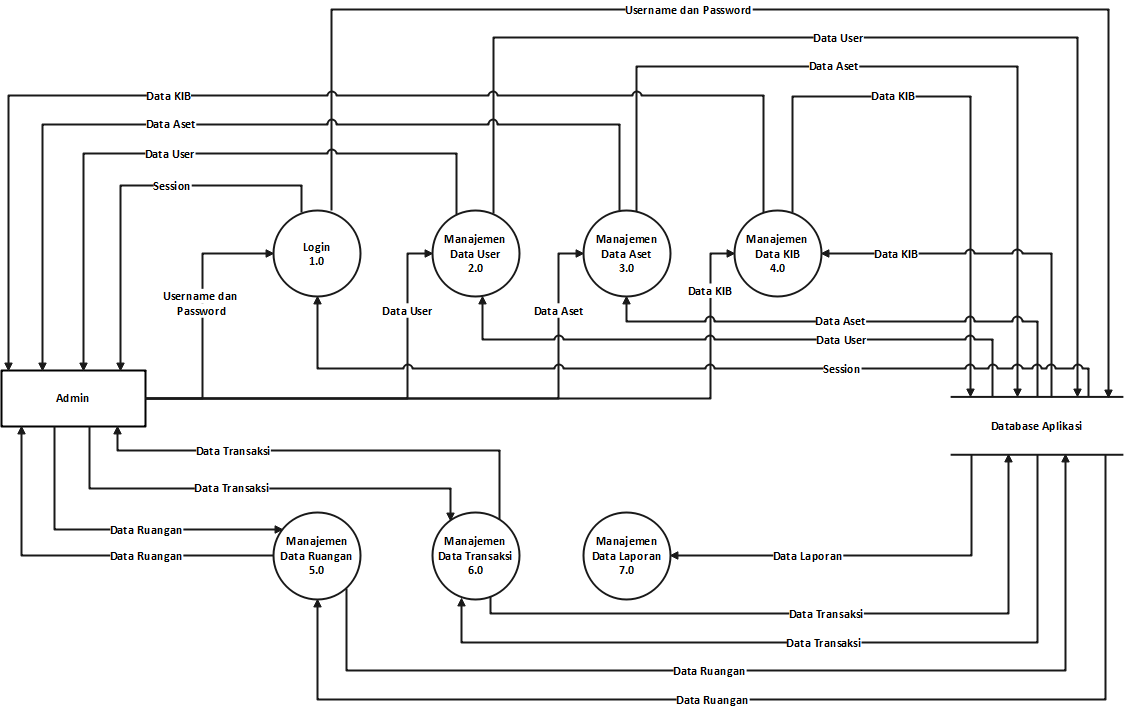 Username dan Password
Data User
Data Aset
Data KIB
Data KIB
Data Aset
Data User
Session
Login
1.0
Manajemen
Data User
2.0
Manajemen
Data Aset
3.0
Manajemen
Data KIB
4.0
Data KIB
Username dan
Password
Data User
Data Aset
Data KIB
Data Aset
Data User
Session
Admin
Database Aplikasi
Data Transaksi
Data Transaksi
Data Ruangan
Data Ruangan
Manajemen
Data Ruangan
5.0
Manajemen
Data Transaksi
6.0
Manajemen
Data Laporan
7.0
Data Laporan
Data Transaksi
Data Transaksi
Data Ruangan
Data Ruangan